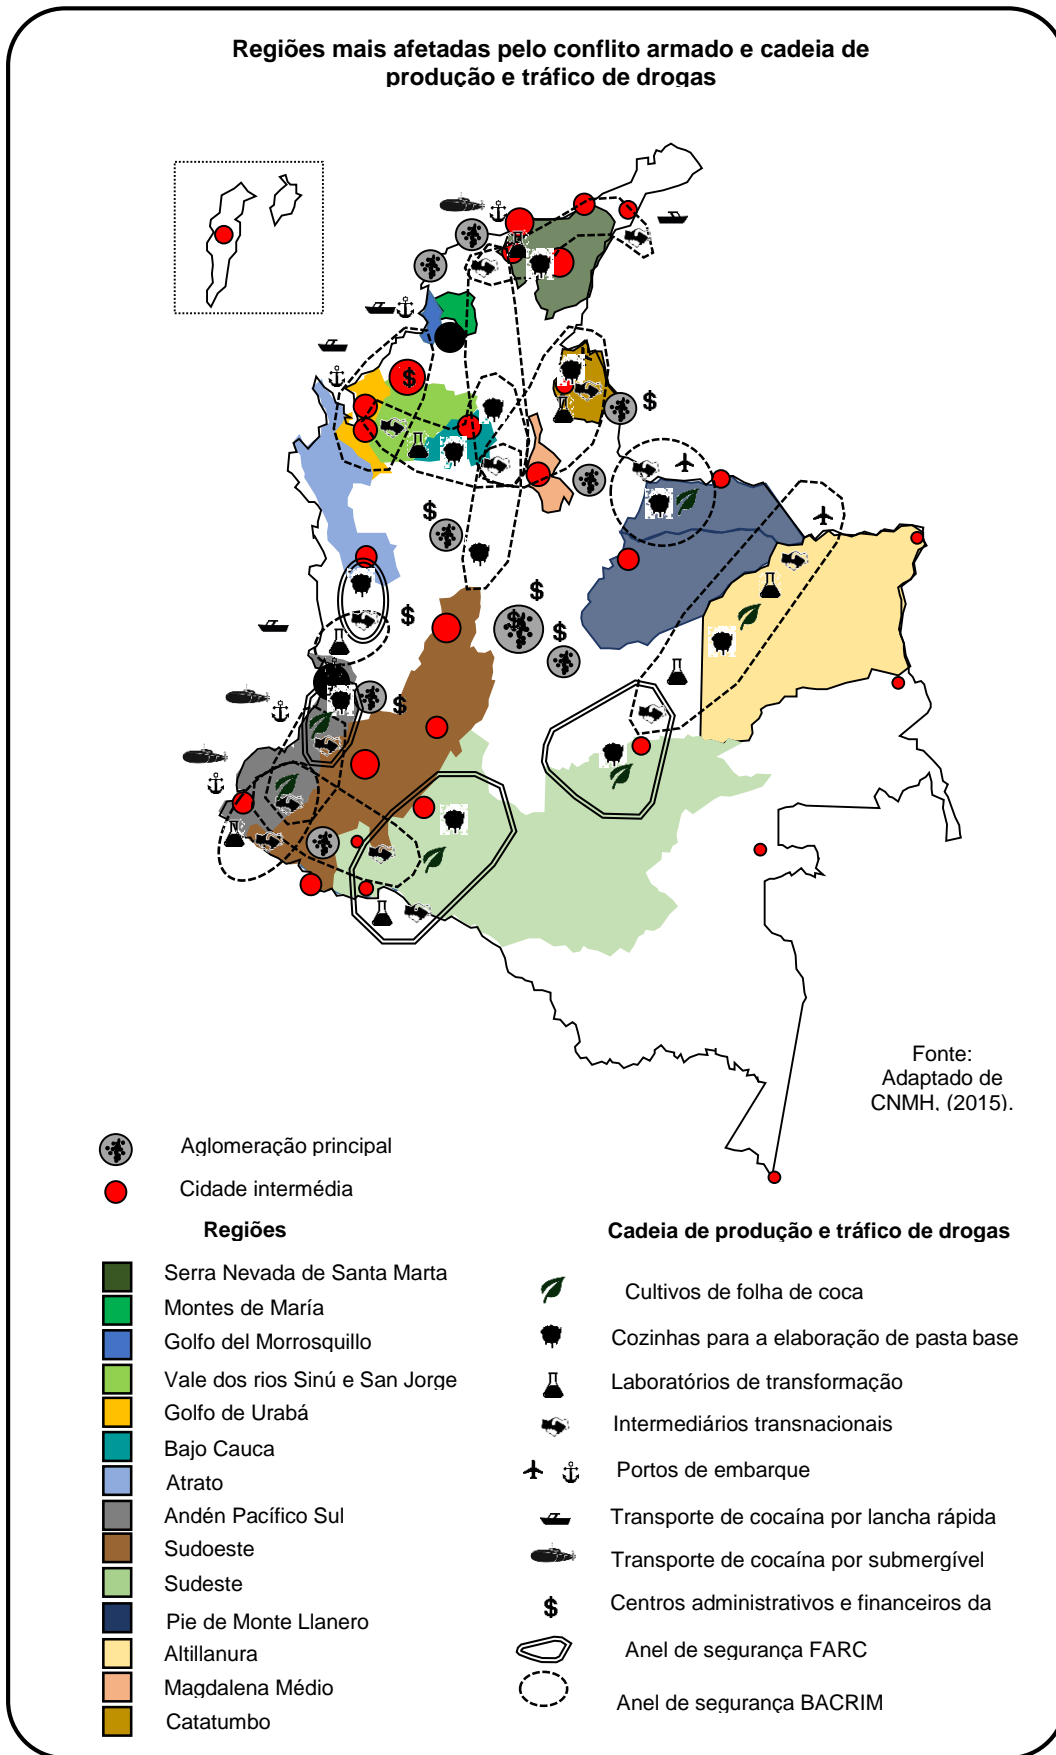 Regiões mais afetadas pelo conflito armado e cadeia de
produção e tráfico de drogas
$
$
$
$
$
$
$
$
Fonte:
Adaptado de
CNMH, (2015).
Aglomeração principal
Cidade intermédia
Regiões
Serra Nevada de Santa Marta
Montes de María
Golfo del Morrosquillo
Vale dos rios Sinú e San Jorge
Golfo de Urabá
Bajo Cauca
Atrato
Andén Pacífico Sul
Sudoeste
Sudeste
Pie de Monte Llanero
Altillanura
Magdalena Médio
Catatumbo
Cadeia de produção e tráfico de drogas
Cultivos de folha de coca
Cozinhas para a elaboração de pasta base
Laboratórios de transformação
Intermediários transnacionais
Portos de embarque
Transporte de cocaína por lancha rápida
Transporte de cocaína por submergível
$ Centros administrativos e financeiros da
Anel de segurança FARC
Anel de segurança BACRIM